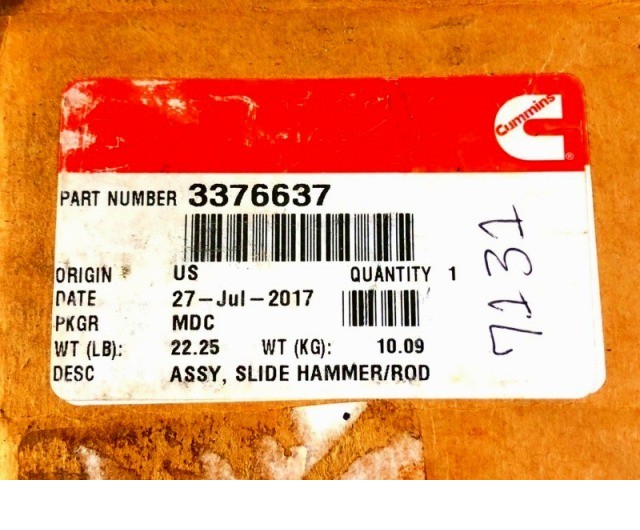 Cummins
®
PART NUMBER 3376637
ORIGIN US QUANTITY 1
DATE 27-Jul-2017
PKGR MDC
WT (LB): 22.25 WT (KG): 10.09
DESC ASSY, SLIDE HAMMER/ROD
7131